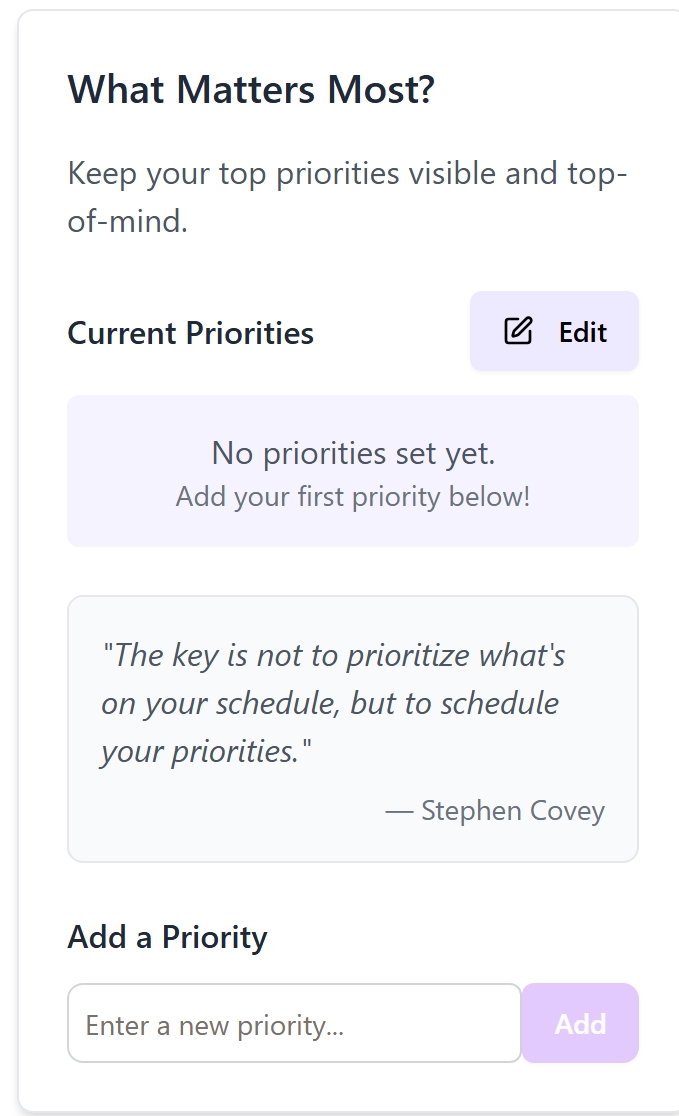 What Matters Most?
Keep your top priorities visible and top-
of-mind.
Current Priorities
Edit
No priorities set yet.
Add your first priority below!
"The key is not to prioritize what's
on your schedule, but to schedule
your priorities."
— Stephen Covey
Add a Priority
Enter a new priority...
Add